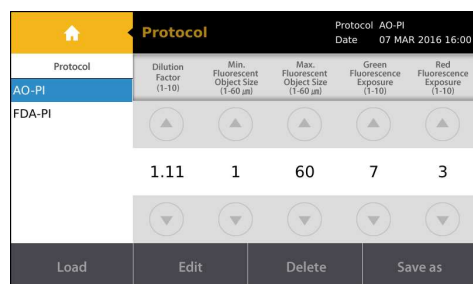 Protocol
Protocol AO-PI
Date 07 MAR 2016 16:00
Protocol
AO-PI
FDA-PI
Dilution
Factor
(1-10)
Min.
Fluorescent
Object Size
(1-60 ㎛)
Max.
Fluorescent
Object Size
(1-60 ㎛)
Green
Fluorescence
Exposure
(1-10)
Red
Fluorescence
Exposure
(1-10)
1.11 1 60 7 3
Load Edit Delete Save as